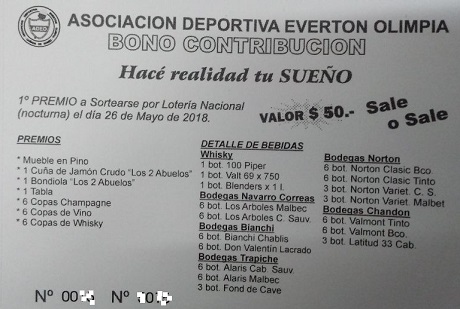 ASOCIACION DEPORTIVA EVERTON OLIMPIA
BONO CONTRIBUCION
Hacé realidad tu SUEÑO
1º PREMIO a Sortearse por Lotería Nacional
(nocturna) el día 26 de Mayo de 2018.
VALOR $ 50.- Sale
o Sale
PREMIOS
* Mueble en Pino
* 1 Cuña de Jamón Crudo "Los 2 Abuelos"
* 1 Bondiola "Los 2 Abuelos"
* 1 Tabla
* 6 Copas Champagne
* 6 Copas de Vino
* 6 Copas de Whisky
DETALLE DE BEBIDAS
Whisky
1 bot. 100 Piper
1 bot. Valt 69 x 750
1 bot. Blenders x 1 l.
Bodegas Navarro Correas
6 bot. Los Arboles Malbec
6 bot. Los Arboles C. Sauv.
Bodegas Bianchi
6 bot. Bianchi Chablis
6 bot. Don Valentín Lacrado
Bodegas Trapiche
6 bot. Alaris Cab. Sauv.
6 bot. Alaris Malbec
3 bot. Fond de Cave
Bodegas Norton
6 bot. Norton Clasic Bco
6 bot. Norton Clasic Tinto
3 bot. Norton Variet. C. S.
3 bot. Norton Variet. Malbet
Bodegas Chandon
6 bot. Valmont Tinto
6 bot. Valmont Bco.
3 bot. Latitud 33 Cab.
Nº 00 Nº